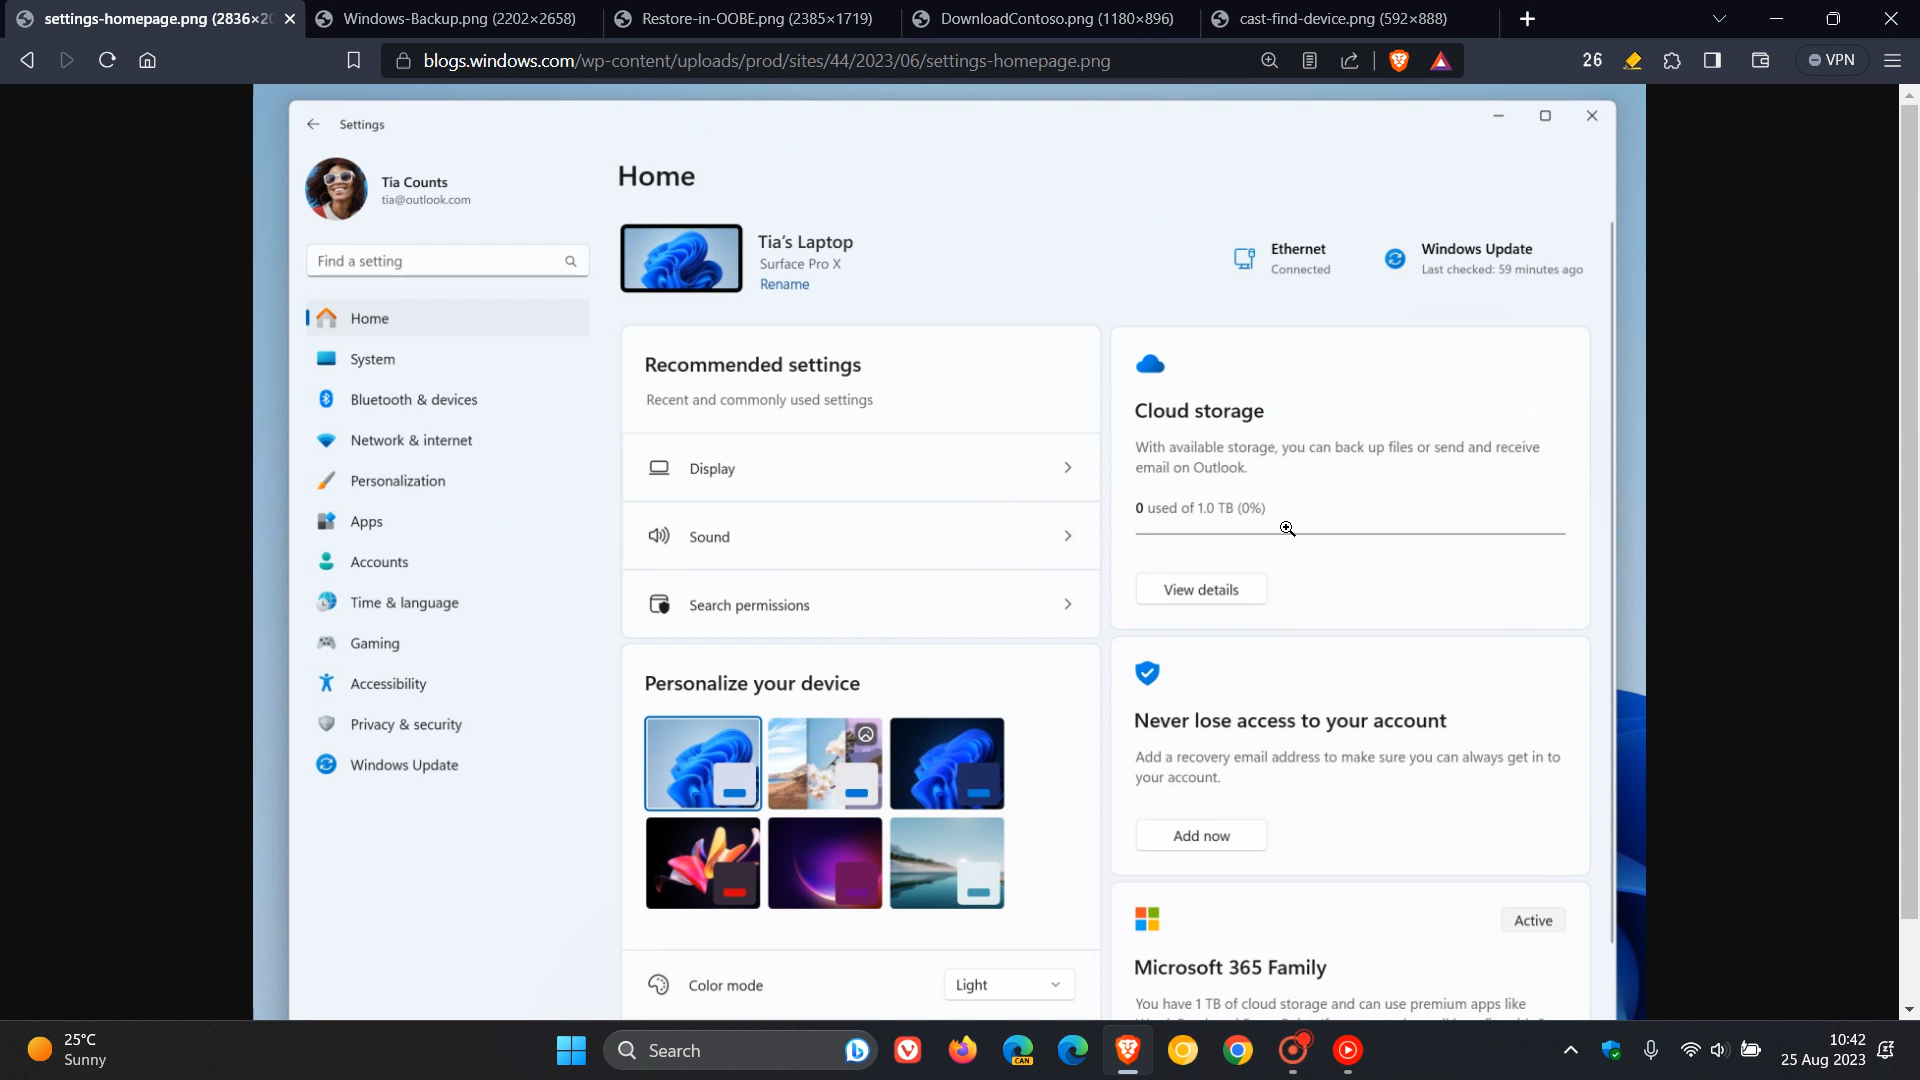 settings-homepage.png (2836×2
Windows-Backup.png (2202×2658)
Restore-in-OOBE.png (2385×1719)
DownloadContoso.png (1180×896)
cast-find-device.png (592×888)
blogs.windows.com/wp-content/uploads/prod/sites/44/2023/06/settings-homepage.png
26
VPN
Settings
Tia Counts
tia@outlook.com
Find a setting
Home
System
Bluetooth & devices
Network & internet
Personalization
Apps
Accounts
Time & language
Gaming
Accessibility
Privacy & security
Windows Update
Home
Tia's Laptop
Surface Pro X
Rename
Ethernet
Connected
Windows Update
Last checked: 59 minutes ago
Recommended settings
Recent and commonly used settings
Display
Sound
Search permissions
Personalize your device
Color mode
Light
Cloud storage
With available storage, you can back up files or send and receive
email on Outlook.
0 used of 1.0 TB (0%)
View details
Never lose access to your account
Add a recovery email address to make sure you can always get in to
your account.
Add now
Active
Microsoft 365 Family
You have 1 TB of cloud storage and can use premium apps like
25°C
Sunny
Search
CAN
10:42
25 Aug 2023